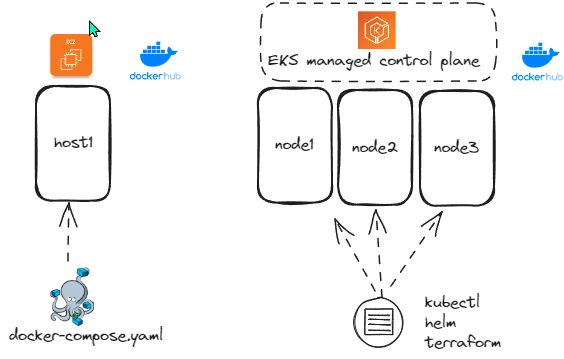 EC2
dockerhub
host1
docker-compose.yaml
EKS managed control plane
dockerhub
node1
node2
node3
kubectl
helm
terraform